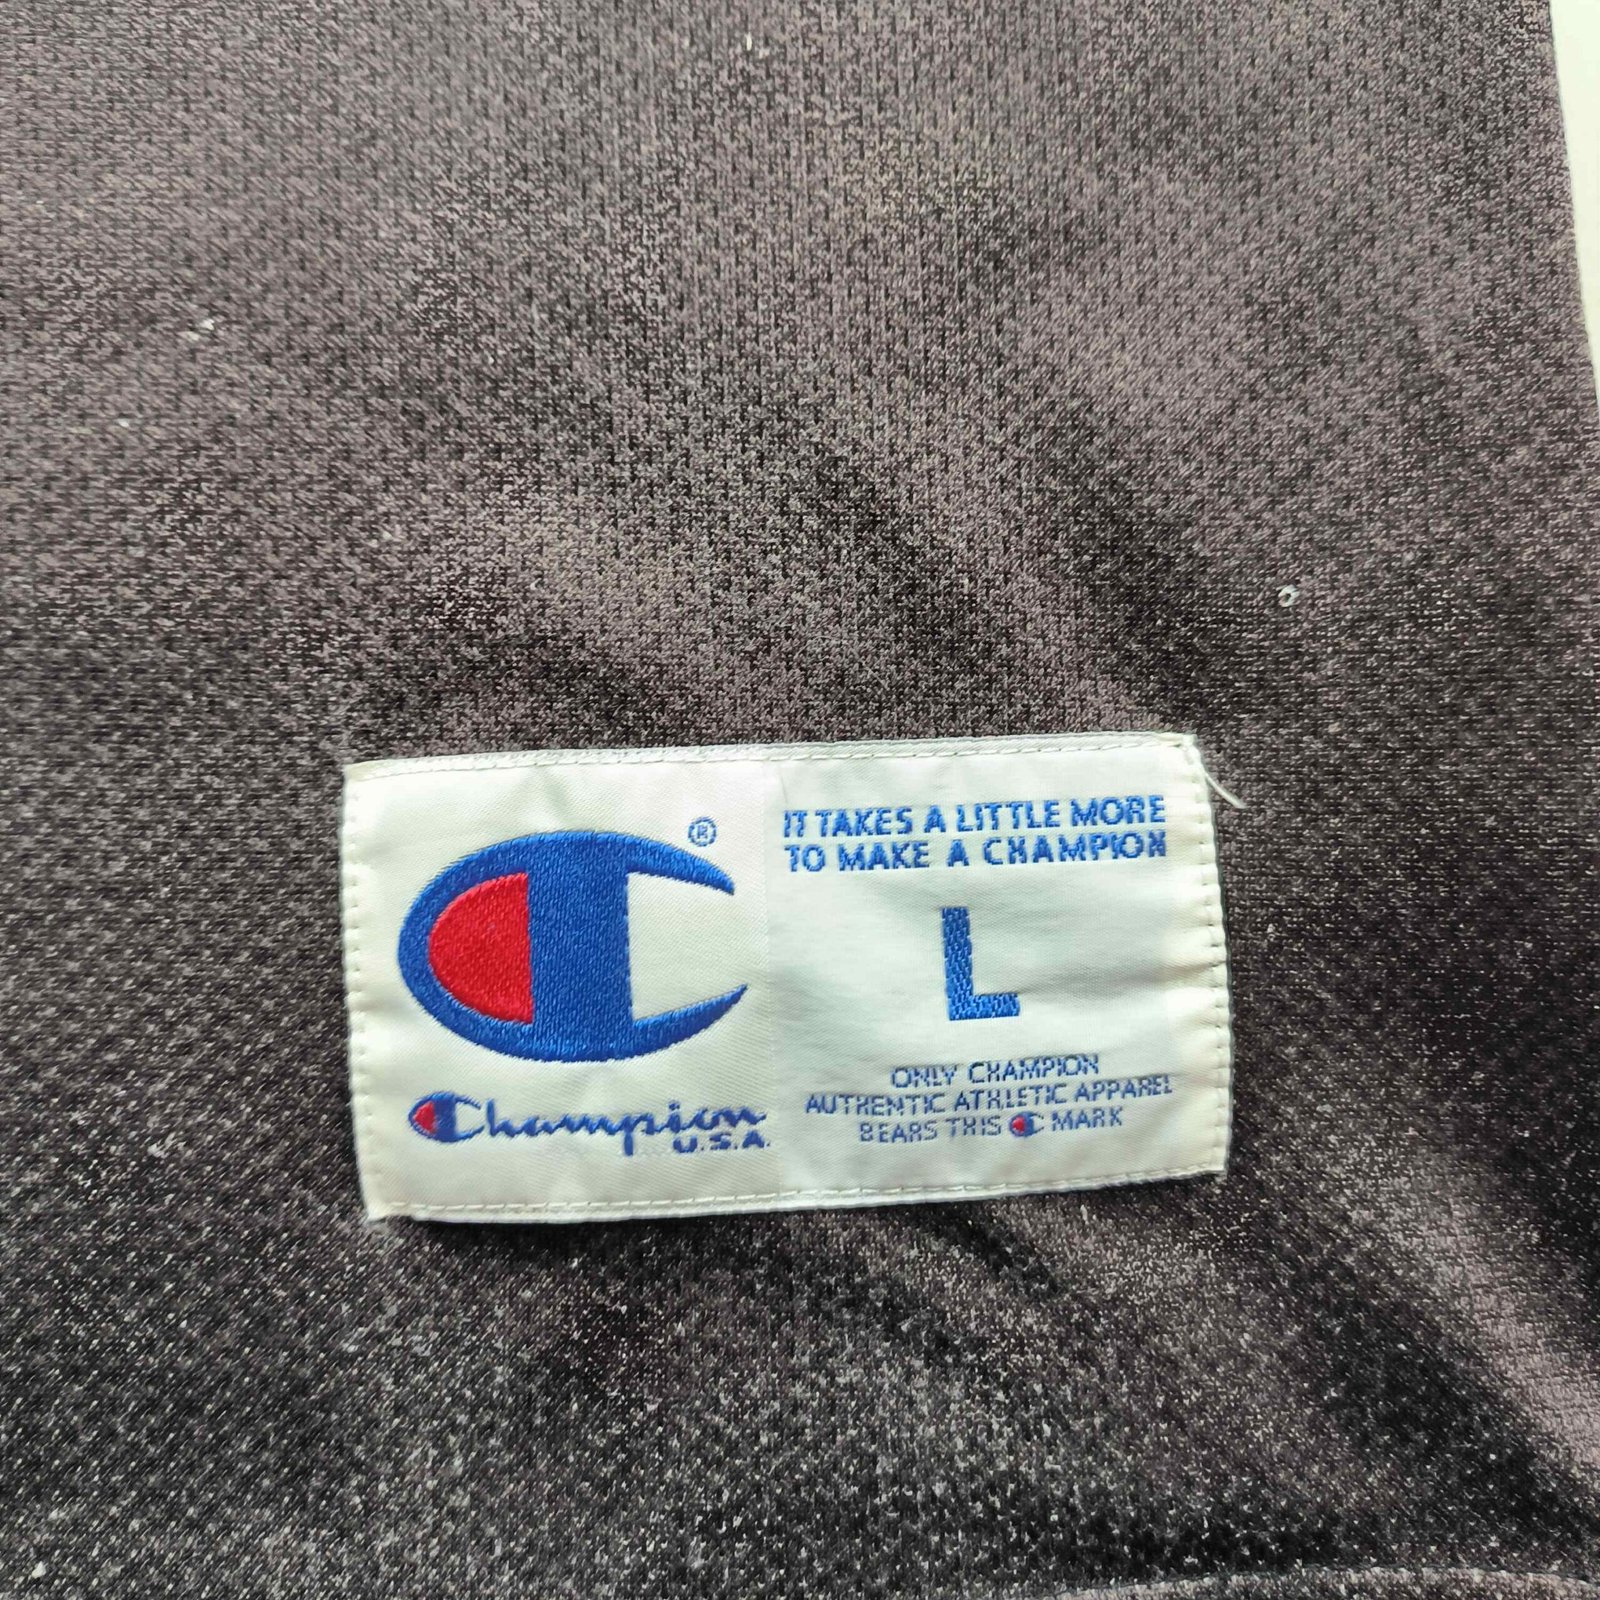 ®
Champion
U.S.A.
IT TAKES A LITTLE MORE
TO MAKE A CHAMPION
L
ONLY CHAMPION
AUTHENTIC ATHLETIC APPAREL
BEARS THIS C MARK